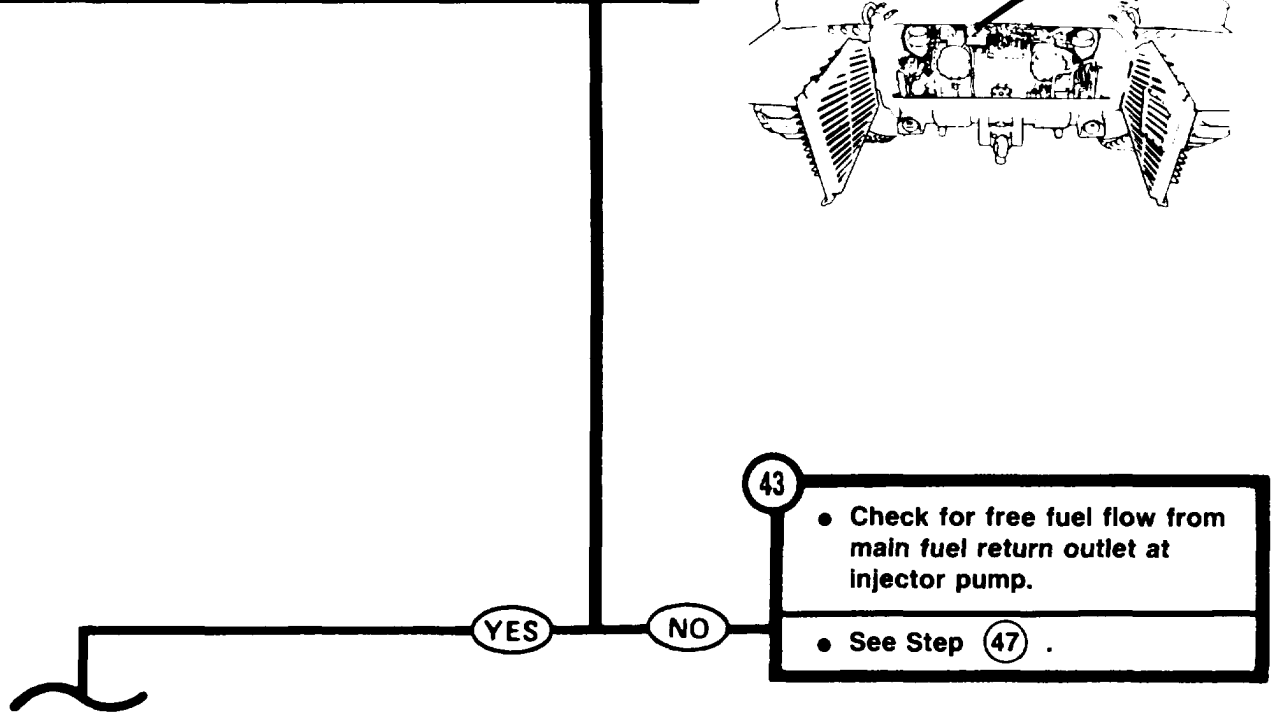 43
• Check for free fuel flow from
main fuel return outlet at
injector pump.
YES
NO
• See Step 47 .